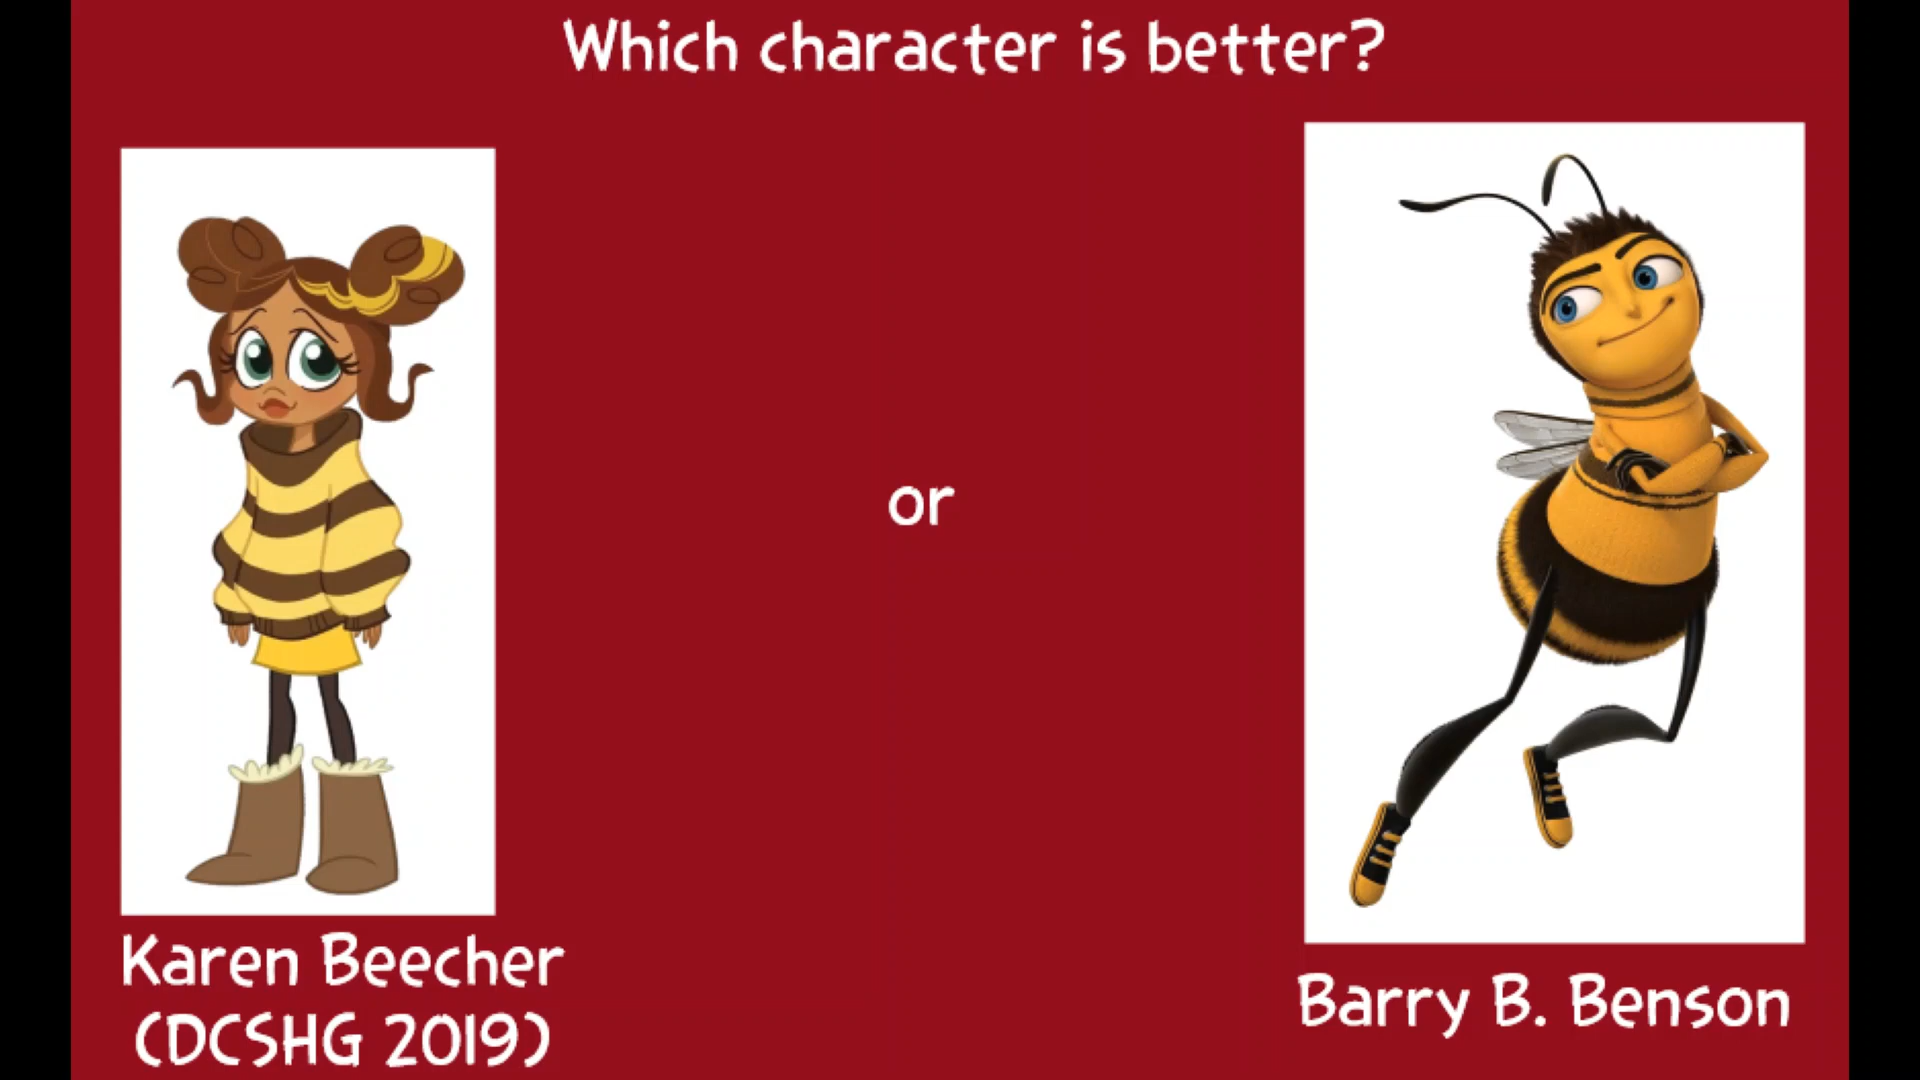 Which character is better?
or
Karen Beecher
(DCSHG 2019)
Barry B. Benson